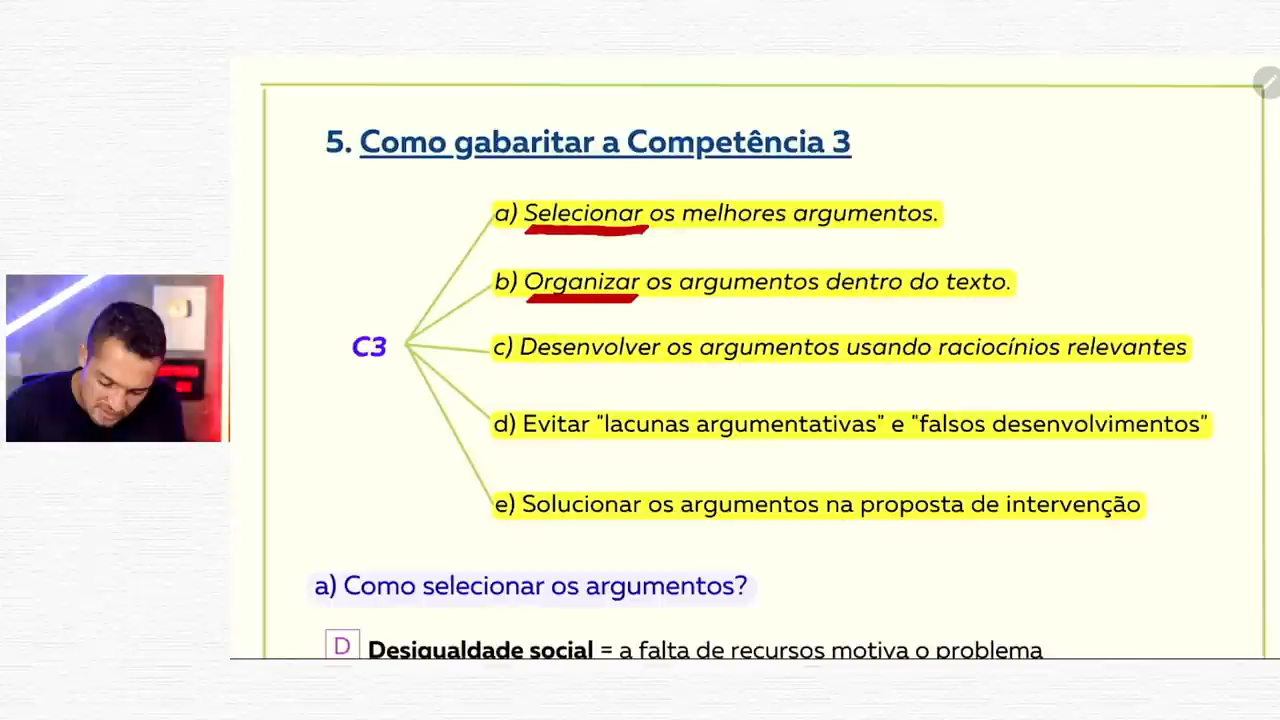 5. Como gabaritar a Competência 3
a) Selecionar os melhores argumentos.
b) Organizar os argumentos dentro do texto.
C3
c) Desenvolver os argumentos usando raciocínios relevantes
d) Evitar "lacunas argumentativas" e "falsos desenvolvimentos"
e) Solucionar os argumentos na proposta de intervenção
a) Como selecionar os argumentos?
D Desigualdade social = a falta de recursos motiva o problema